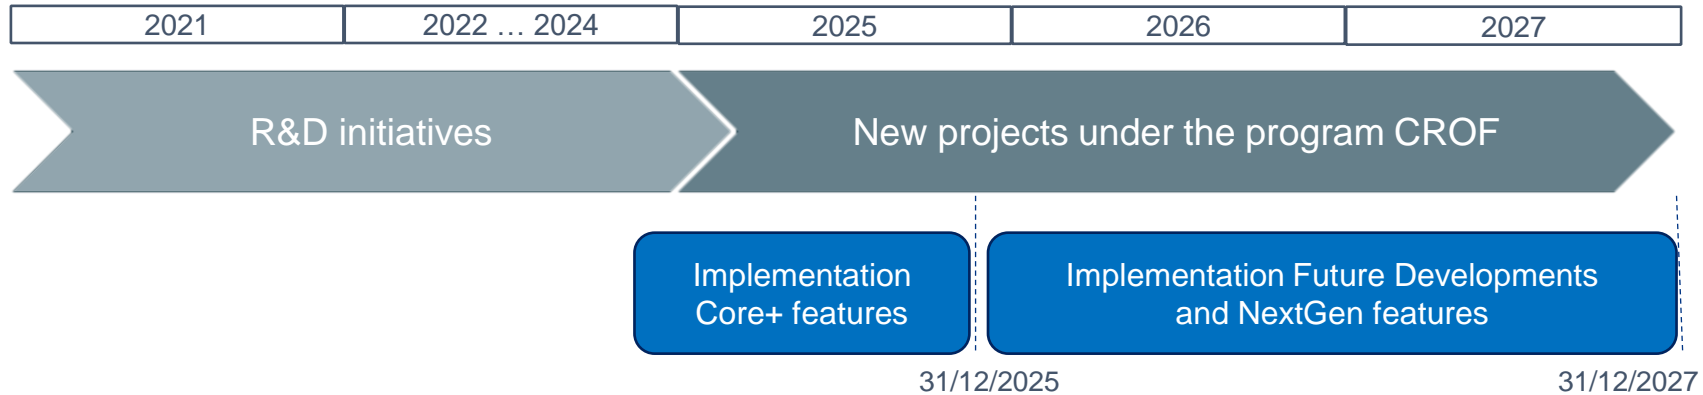 2021
2022 … 2024
2025
2026
2027
R&D initiatives
New projects under the program CROF
Implementation
Core+ features
Implementation Future Developments
and NextGen features
31/12/2025
31/12/2027